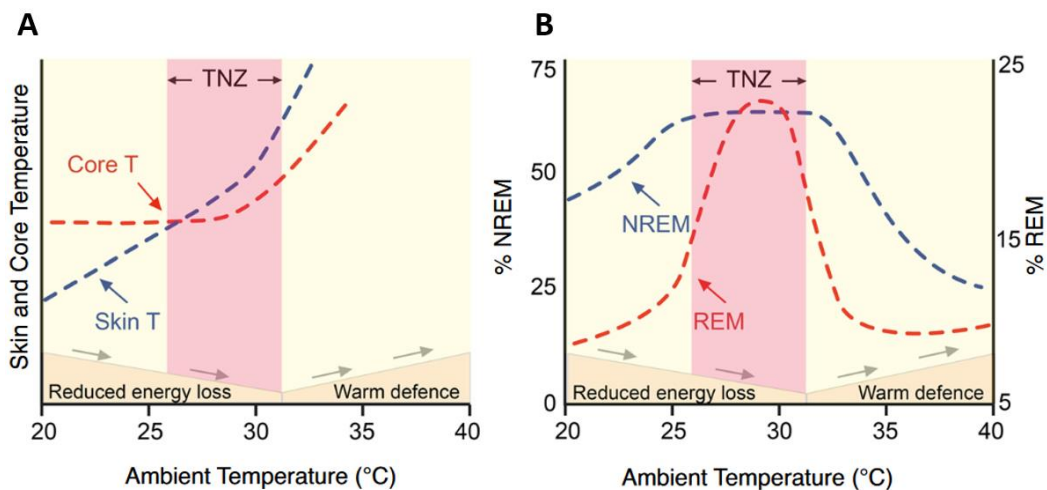 A
Skin and Core Temperature
TNZ
Core T
Skin T
Reduced energy loss
Warm defence
20 25 30 35 40
Ambient Temperature (°C)
B
% NREM
75
50
25
0
TNZ
NREM
REM
Reduced energy loss
Warm defence
25
15
5
% REM
20 25 30 35 40
Ambient Temperature (°C)